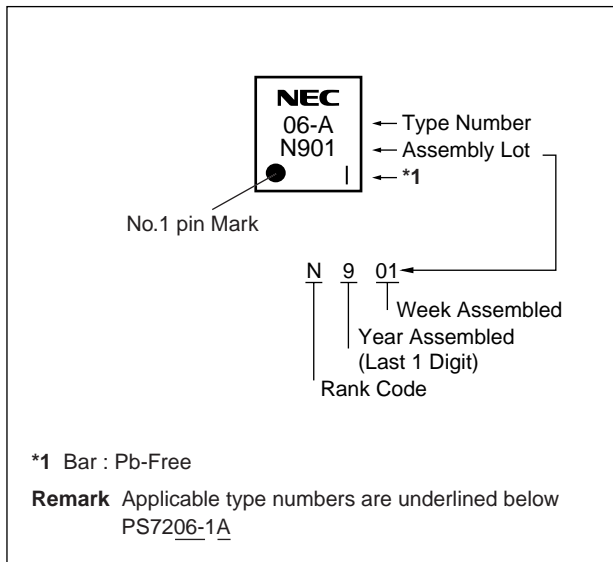 NEC
06-A
N901
Type Number
Assembly Lot
*1
No.1 pin Mark
N 9 01
Week Assembled
Year Assembled
(Last 1 Digit)
Rank Code
*1 Bar : Pb-Free
Remark Applicable type numbers are underlined below
PS7206-1A